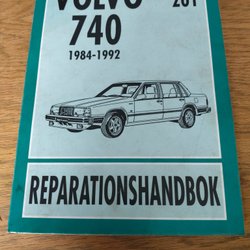 VOLVO 201
740
1984-1992
REPARATIONSHANDBOK